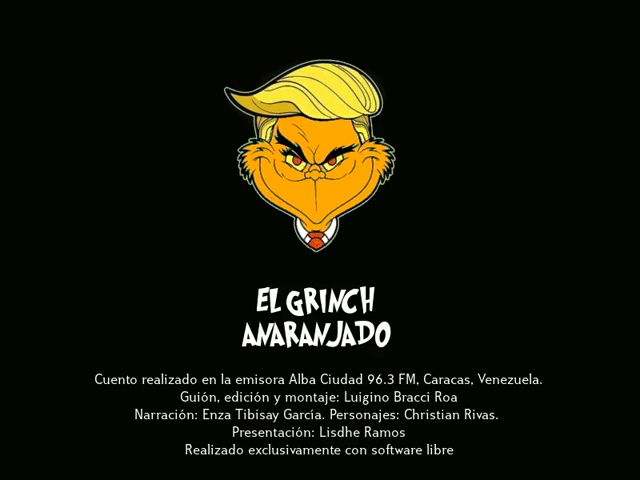 EL GRINCH
ANARANJADO
Cuento realizado en la emisora Alba Ciudad 96.3 FM, Caracas, Venezuela.
Guión, edición y montaje: Luigino Bracci Roa
Narración: Enza Tibisay García. Personajes: Christian Rivas.
Presentación: Lisdhe Ramos
Realizado exclusivamente con software libre